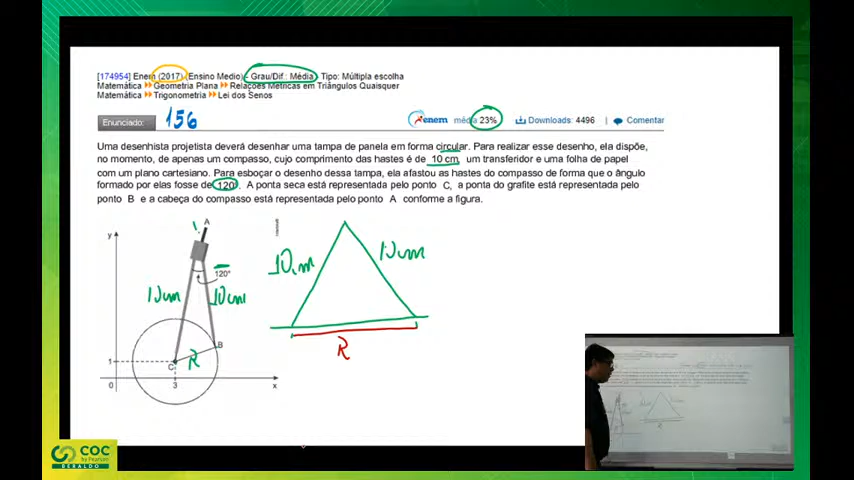 [174954] Enem (2017) (Ensino Medio) - Grau/Dif.: Média - Tipo: Múltipla escolha
Matemática Geometria Plana Relações Métricas em Triângulos Quaisquer
Matemática Trigonometria Lei dos Senos
Enunciado: 156 enem média 23% Downloads: 4496 Comentar
Uma desenhista projetista deverá desenhar uma tampa de panela em forma circular. Para realizar esse desenho, ela dispõe,
no momento, de apenas um compasso, cujo comprimento das hastes é de 10 cm, um transferidor e uma folha de papel
com um plano cartesiano. Para esboçar o desenho dessa tampa, ela afastou as hastes do compasso de forma que o ângulo
formado por elas fosse de 120°. A ponta seca está representada pelo ponto C, a ponta do grafite está representada pelo
ponto B e a cabeça do compasso está representada pelo ponto A conforme a figura.
A
y
120°
10cm 10cm
10cm 10cm
B
R
C
1
0 3 x
R
COC
by Pearson
BERALDO